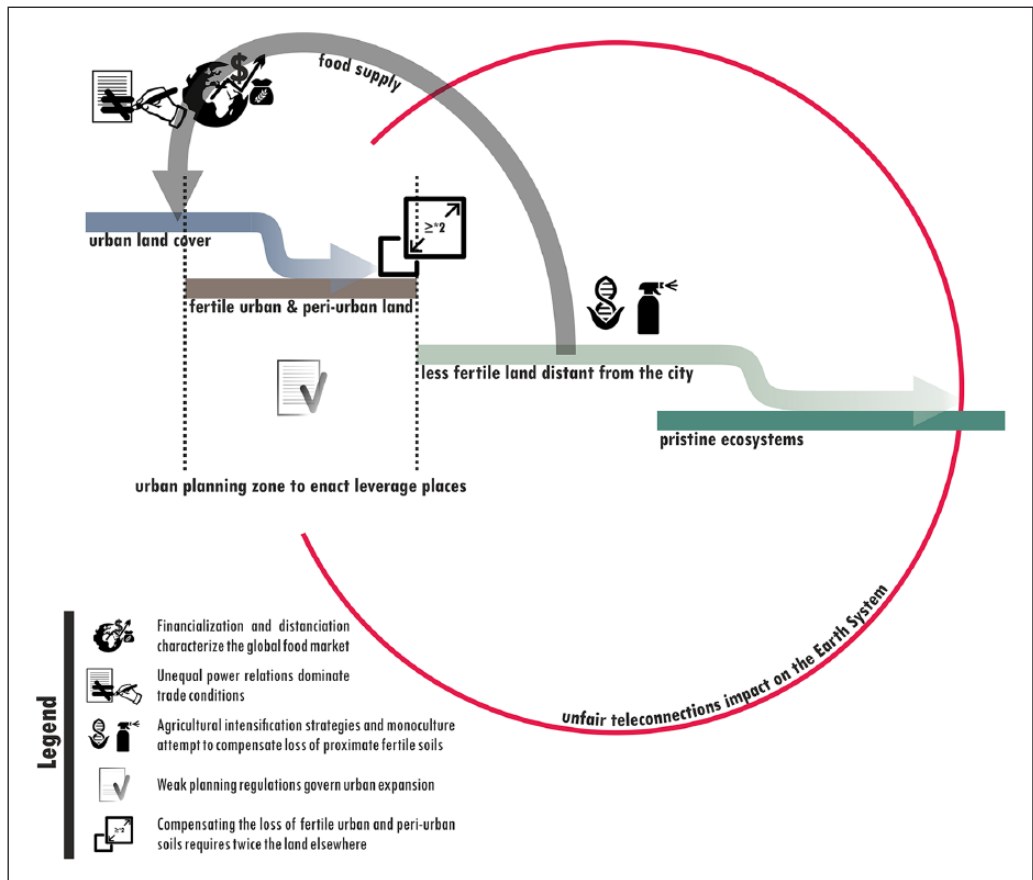 $
food supply
≥*2
urban land cover
fertile urban & peri-urban land
less fertile land distant from the city
pristine ecosystems
urban planning zone to enact leverage places
unfair teleconnections impact on the Earth System
Legend
Financialization and distanciation
characterize the global food market
Unequal power relations dominate
trade conditions
Agricultural intensification strategies and monoculture
attempt to compensate loss of proximate fertile soils
Weak planning regulations govern urban expansion
≥*2
Compensating the loss of fertile urban and peri-urban
soils requires twice the land elsewhere